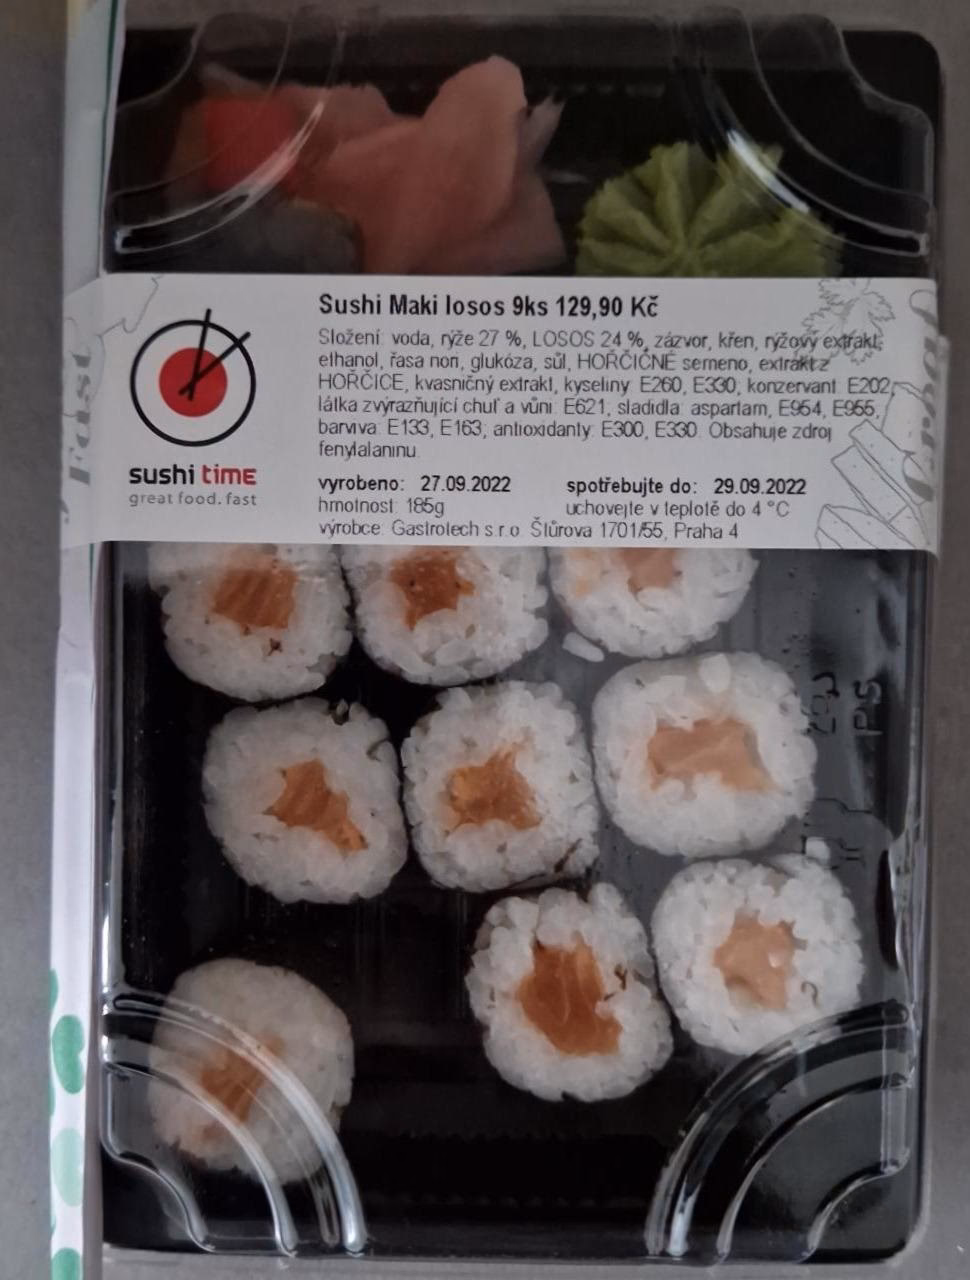 Sushi Maki losos 9ks 129,90 Kč
Složení: voda, rýže 27 %, LOSOS 24 %, zázvor, křen, rýžový extrakt,
ethanol, řasa nori, glukóza, sůl, HOŘČIČNÉ semeno, extrakt z
HOŘČICE, kvasničný extrakt, kyseliny: E260, E330; konzervant: E202;
látka zvýrazňující chuť a vůni: E621; sladidla: aspartam, E954, E955,
barviva: E133, E163; antioxidanty: E300, E330. Obsahuje zdroj
fenylalaninu.
vyrobeno: 27.09.2022 spotřebujte do: 29.09.2022
hmotnost: 185g uchovejte v teplotě do 4 °C
výrobce: Gastrotech s.r.o. Štúrova 1701/55, Praha 4
sushi time
great food. fast
Fast
PS